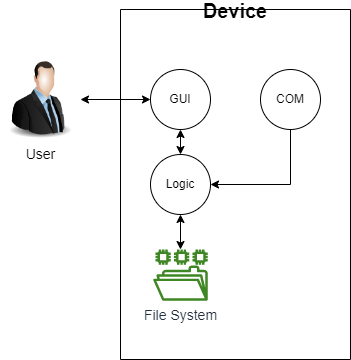 Device
GUI
COM
User
Logic
File System